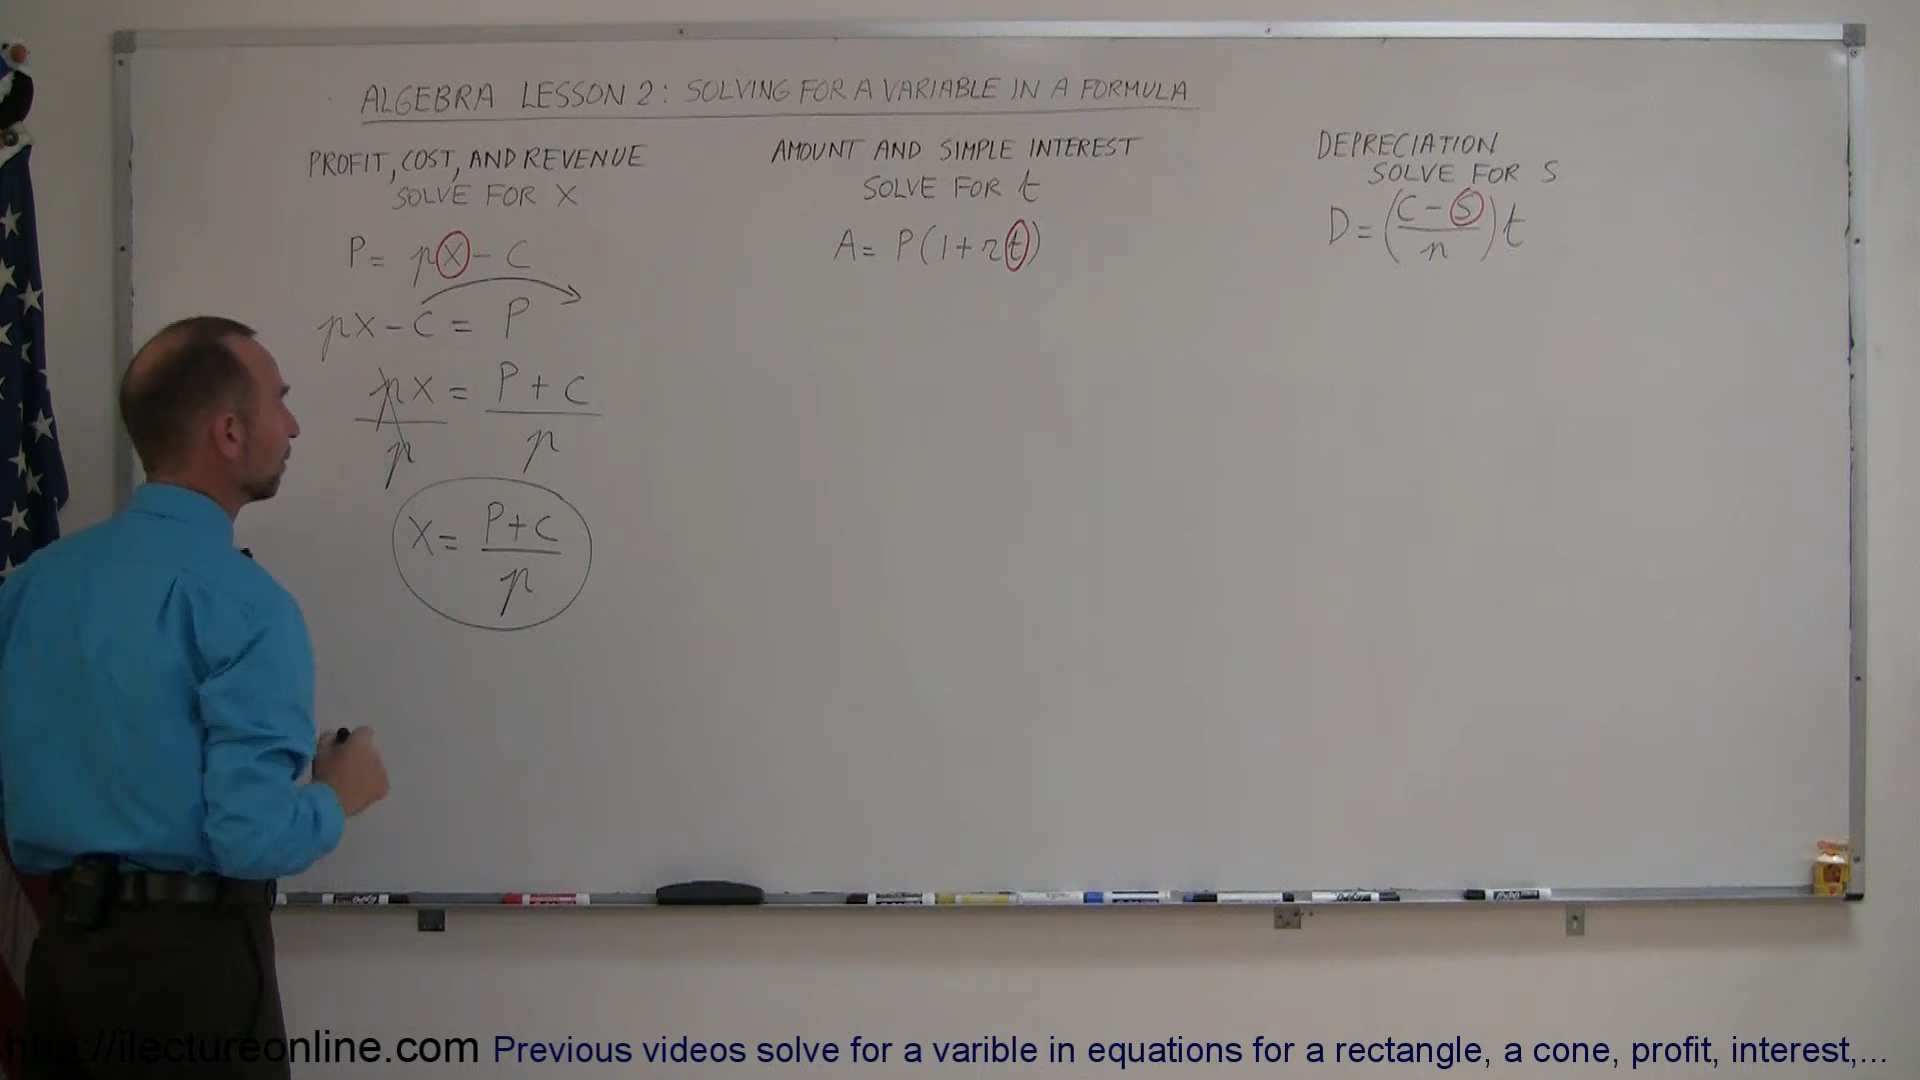 ALGEBRA LESSON 2: SOLVING FOR A VARIABLE IN A FORMULA
PROFIT, COST, AND REVENUE
SOLVE FOR X
P = pX - C
pX - C = P
pX = P + C
p p
X = P+C
p
AMOUNT AND SIMPLE INTEREST
SOLVE FOR t
A = P(1 + rt)
DEPRECIATION
SOLVE FOR S
D = (C - S / n) t
http://ilectureonline.com Previous videos solve for a varible in equations for a rectangle, a cone, profit, interest,...